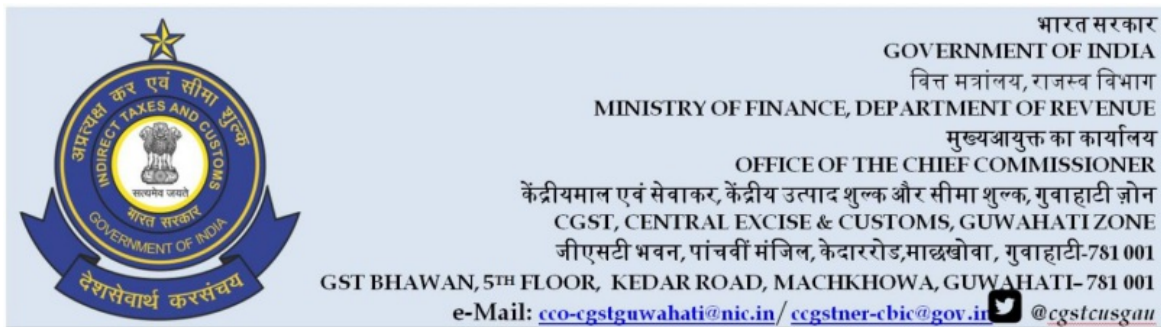 अप्रत्यक्ष कर एवं सीमा शुल्क
INDIRECT TAXES AND CUSTOMS
सत्यमेव जयते
भारत सरकार
GOVERNMENT OF INDIA
देशसेवार्थ करसंचय
भारत सरकार
GOVERNMENT OF INDIA
वित्त मत्रांलय, राजस्व विभाग
MINISTRY OF FINANCE, DEPARTMENT OF REVENUE
मुख्यआयुक्त का कार्यालय
OFFICE OF THE CHIEF COMMISSIONER
केंद्रीयमाल एवं सेवाकर, केंद्रीय उत्पाद शुल्क और सीमा शुल्क, गुवाहाटी ज़ोन
CGST, CENTRAL EXCISE & CUSTOMS, GUWAHATI ZONE
जीएसटी भवन, पांचवीं मंजिल, केदाररोड,माछखोवा, गुवाहाटी-781 001
GST BHAWAN, 5TH FLOOR, KEDAR ROAD, MACHKHOWA, GUWAHATI– 781 001
e-Mail: cco-cgstguwahati@nic.in/ ccgstner-cbic@gov.in @cgstcusgau